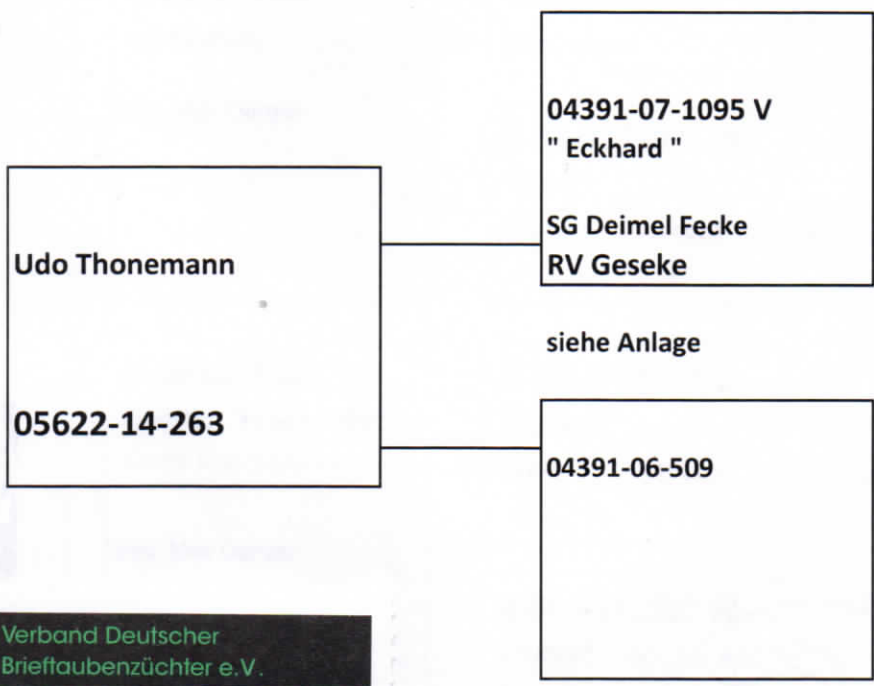 Udo Thonemann
05622-14-263
04391-07-1095 V
" Eckhard "
SG Deimel Fecke
RV Geseke
siehe Anlage
04391-06-509
Verband Deutscher
Brieftaubenzüchter e.V.